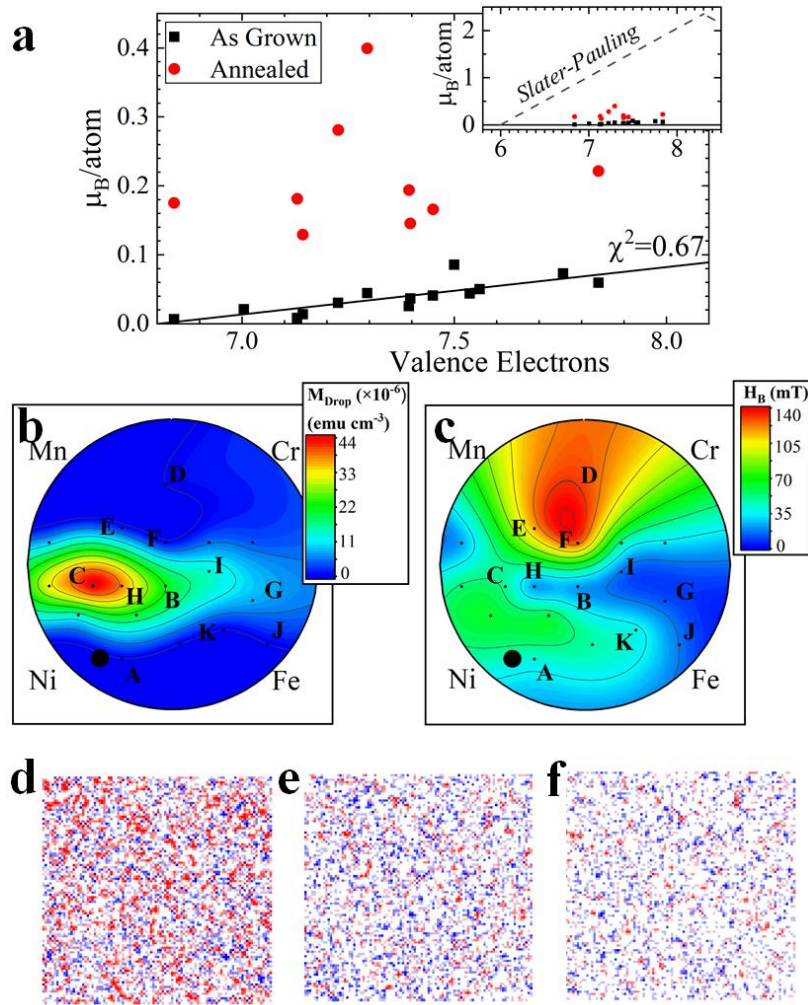 a
As Grown
Annealed
μB/atom
0.4
0.3
0.2
0.1
0.0
7.0
7.5
8.0
Valence Electrons
χ²=0.67
Slater-Pauling
μB/atom
2
1
0
6
7
8
b
MDrop (×10⁻⁶)
(emu cm⁻³)
44
33
22
11
0
Mn
Cr
Ni
Fe
D
E
F
I
C
H
B
G
K
J
A
c
HB (mT)
140
105
70
35
0
Mn
Cr
Ni
Fe
D
E
F
I
C
H
B
G
K
J
A
d
e
f